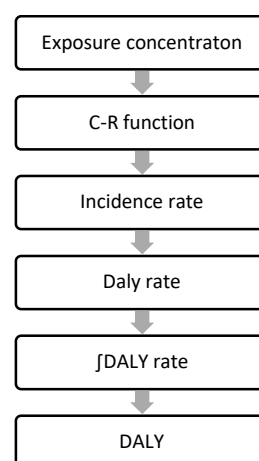 Exposure concentraton
C-R function
Incidence rate
Daly rate
∫DALY rate
DALY